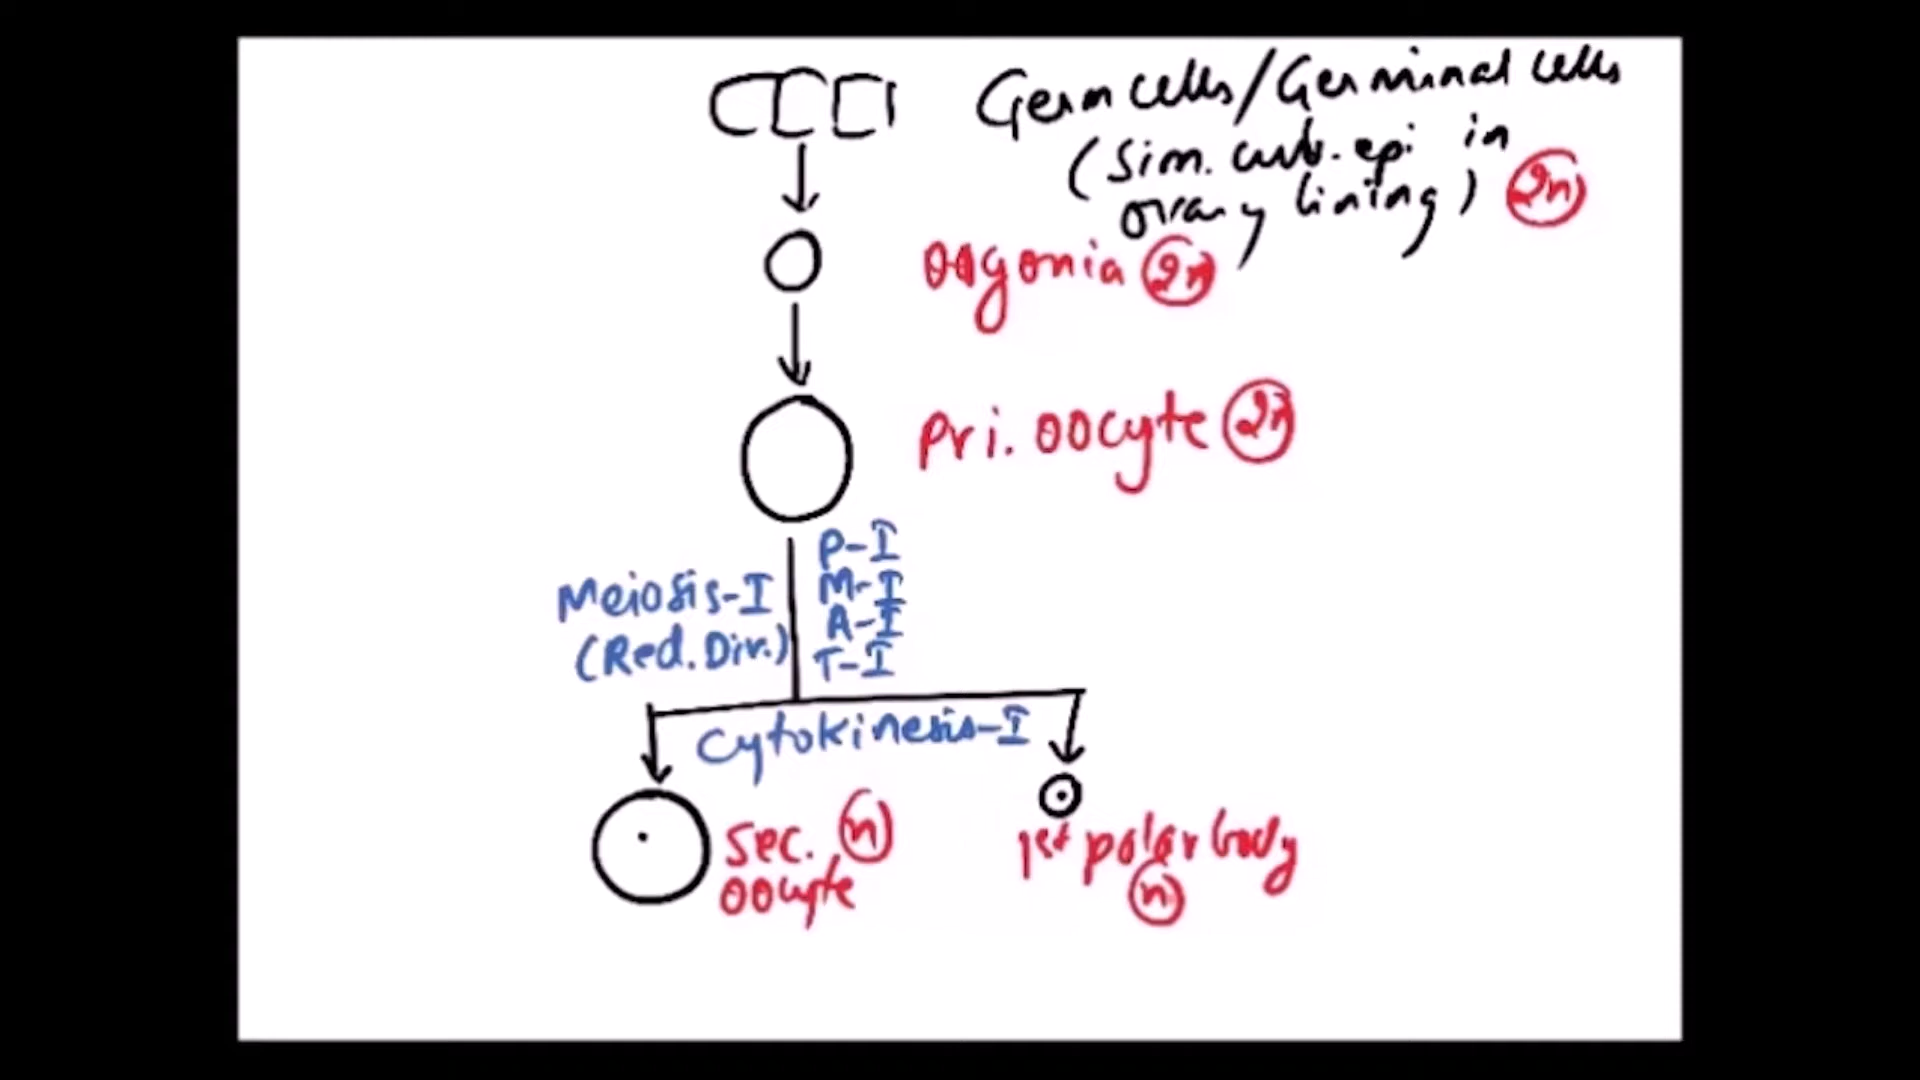 Germ cells/Germinal cells
(Sim. cub. epi. in
ovary lining) 2n
oogonia 2n
Pri. oocyte 2n
P-I
Meiosis-I M-I
A-I
(Red. Div.) T-I
Cytokinesis-I
Sec. n
oocyte
1st polar body
n